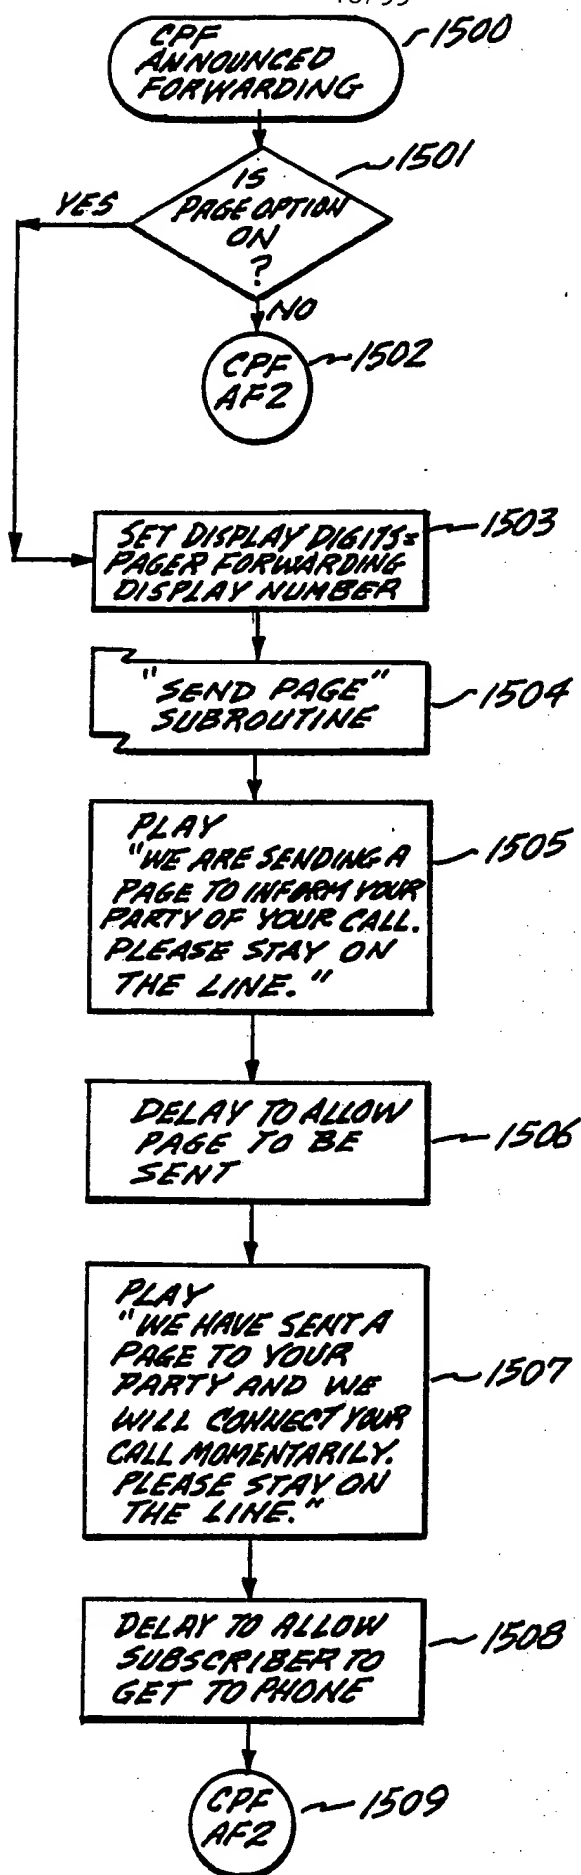 CPF
ANNOUNCED
FORWARDING
1500
1501
IS
PAGE OPTION
ON
?
YES
NO
CPF
AF2
1502
SET DISPLAY DIGITS=
PAGER FORWARDING
DISPLAY NUMBER
1503
"SEND PAGE"
SUBROUTINE
1504
PLAY
"WE ARE SENDING A
PAGE TO INFORM YOUR
PARTY OF YOUR CALL.
PLEASE STAY ON
THE LINE."
1505
DELAY TO ALLOW
PAGE TO BE
SENT
1506
PLAY
"WE HAVE SENT A
PAGE TO YOUR
PARTY AND WE
WILL CONNECT YOUR
CALL MOMENTARILY.
PLEASE STAY ON
THE LINE."
1507
DELAY TO ALLOW
SUBSCRIBER TO
GET TO PHONE
1508
CPF
AF2
1509